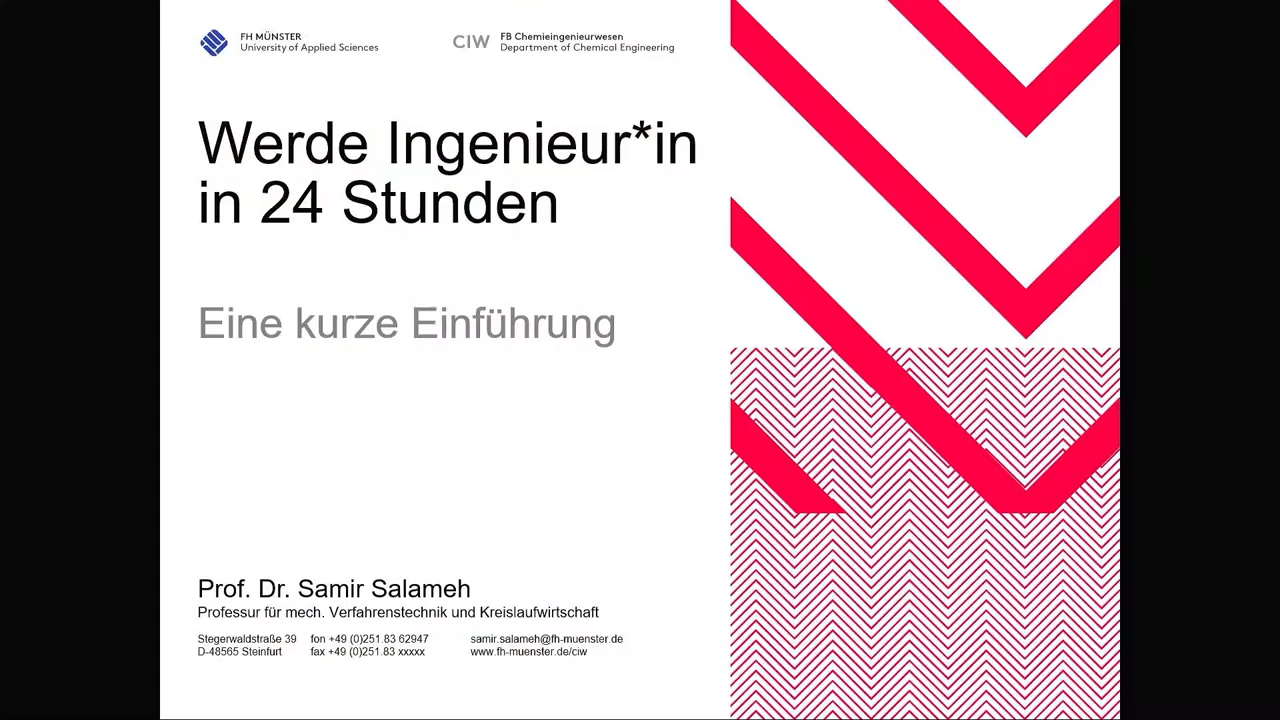 FH MÜNSTER
University of Applied Sciences
CIW
FB Chemieingenieurwesen
Department of Chemical Engineering
Werde Ingenieur*in
in 24 Stunden
Eine kurze Einführung
Prof. Dr. Samir Salameh
Professur für mech. Verfahrenstechnik und Kreislaufwirtschaft
Stegerwaldstraße 39 fon +49 (0)251.83 62947 samir.salameh@fh-muenster.de
D-48565 Steinfurt fax +49 (0)251.83 xxxxx www.fh-muenster.de/ciw